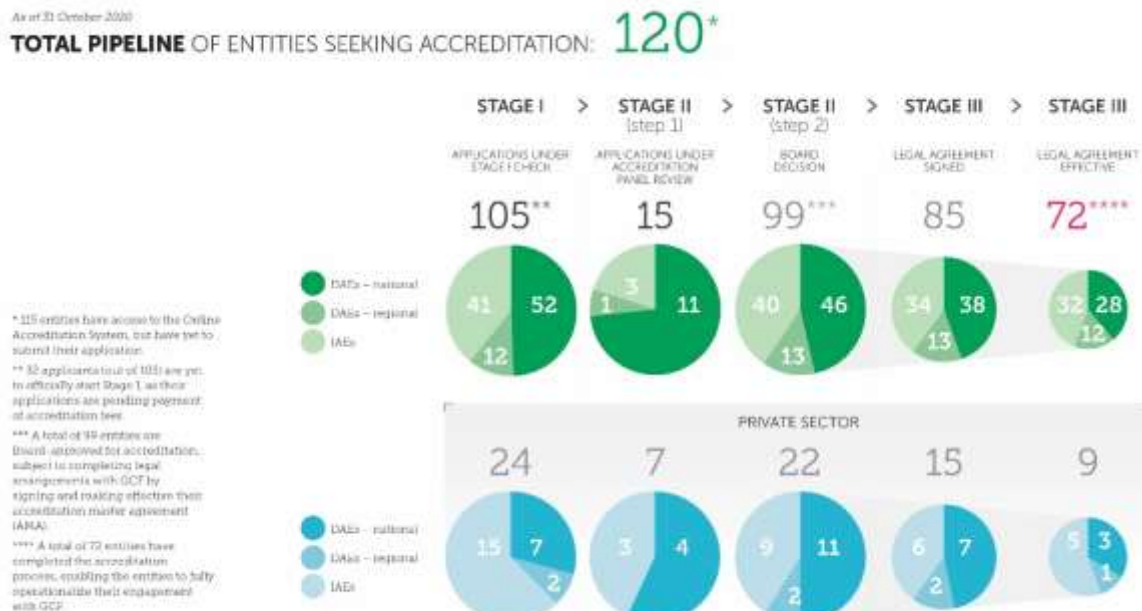 As of 31 October 2020
TOTAL PIPELINE OF ENTITIES SEEKING ACCREDITATION: 120*
STAGE I > STAGE II > STAGE II > STAGE III > STAGE III
(step 1) (step 2)
APPLICATIONS UNDER STAGE I CHECK
APPLICATIONS UNDER ACCREDITATION PANEL REVIEW
BOARD DECISION
LEGAL AGREEMENT SIGNED
LEGAL AGREEMENT EFFECTIVE
105** 15 99*** 85 72****
DAEs – national
DAEs – regional
IAEs
41 52 12
3 1 11
40 46 13
34 38 13
32 28 12
* 115 entities have access to the Online
Accreditation System, but have yet to
submit their application
** 32 applicants (out of 105) are yet
to officially start Stage I, as their
applications are pending payment
of accreditation fees
*** A total of 99 entities are
Board-approved for accreditation,
subject to completing legal
arrangements with GCF by
signing and making effective their
accreditation master agreement
(AMA).
**** A total of 72 entities have
completed the accreditation
process, enabling the entities to fully
operationalize their engagement
with GCF
PRIVATE SECTOR
24 7 22 15 9
DAEs – national
DAEs – regional
IAEs
15 7 2
3 4
9 11 2
6 7 2
5 3 1